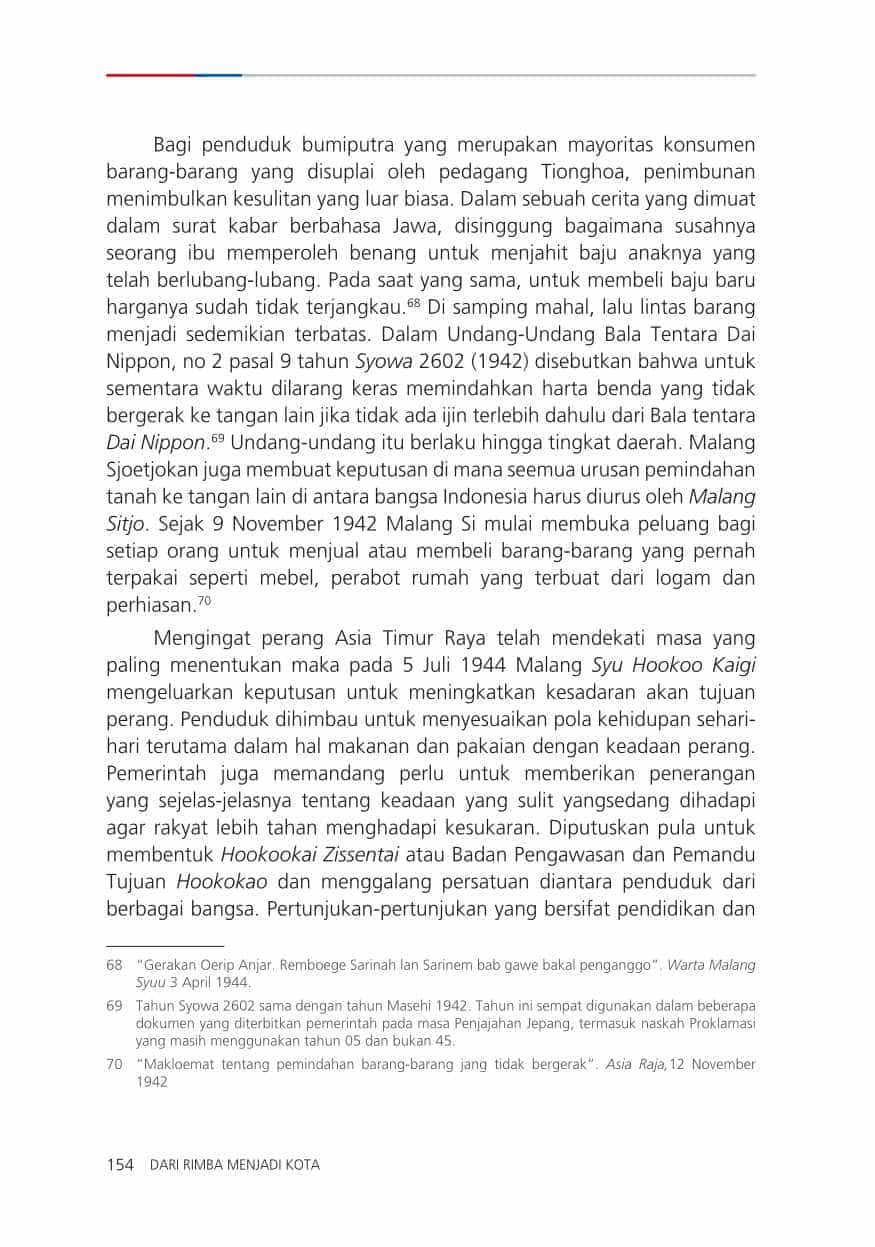 Bagi penduduk bumiputra yang merupakan mayoritas konsumen
barang-barang yang disuplai oleh pedagang Tionghoa, penimbunan
menimbulkan kesulitan yang luar biasa. Dalam sebuah cerita yang dimuat
dalam surat kabar berbahasa Jawa, disinggung bagaimana susahnya
seorang ibu memperoleh benang untuk menjahit baju anaknya yang
telah berlubang-lubang. Pada saat yang sama, untuk membeli baju baru
harganya sudah tidak terjangkau.68 Di samping mahal, lalu lintas barang
menjadi sedemikian terbatas. Dalam Undang-Undang Bala Tentara Dai
Nippon, no 2 pasal 9 tahun Syowa 2602 (1942) disebutkan bahwa untuk
sementara waktu dilarang keras memindahkan harta benda yang tidak
bergerak ke tangan lain jika tidak ada ijin terlebih dahulu dari Bala tentara
Dai Nippon.69 Undang-undang itu berlaku hingga tingkat daerah. Malang
Sjoetjokan juga membuat keputusan di mana seemua urusan pemindahan
tanah ke tangan lain di antara bangsa Indonesia harus diurus oleh Malang
Sitjo. Sejak 9 November 1942 Malang Si mulai membuka peluang bagi
setiap orang untuk menjual atau membeli barang-barang yang pernah
terpakai seperti mebel, perabot rumah yang terbuat dari logam dan
perhiasan.70
Mengingat perang Asia Timur Raya telah mendekati masa yang
paling menentukan maka pada 5 Juli 1944 Malang Syu Hookoo Kaigi
mengeluarkan keputusan untuk meningkatkan kesadaran akan tujuan
perang. Penduduk dihimbau untuk menyesuaikan pola kehidupan sehari-
hari terutama dalam hal makanan dan pakaian dengan keadaan perang.
Pemerintah juga memandang perlu untuk memberikan penerangan
yang sejelas-jelasnya tentang keadaan yang sulit yangsedang dihadapi
agar rakyat lebih tahan menghadapi kesukaran. Diputuskan pula untuk
membentuk Hookookai Zissentai atau Badan Pengawasan dan Pemandu
Tujuan Hookokao dan menggalang persatuan diantara penduduk dari
berbagai bangsa. Pertunjukan-pertunjukan yang bersifat pendidikan dan
68 “Gerakan Oerip Anjar. Remboege Sarinah lan Sarinem bab gawe bakal penganggo”. Warta Malang
Syuu 3 April 1944.
69 Tahun Syowa 2602 sama dengan tahun Masehi 1942. Tahun ini sempat digunakan dalam beberapa
dokumen yang diterbitkan pemerintah pada masa Penjajahan Jepang, termasuk naskah Proklamasi
yang masih menggunakan tahun 05 dan bukan 45.
70 “Makloemat tentang pemindahan barang-barang jang tidak bergerak”. Asia Raja,12 November
1942
154 DARI RIMBA MENJADI KOTA